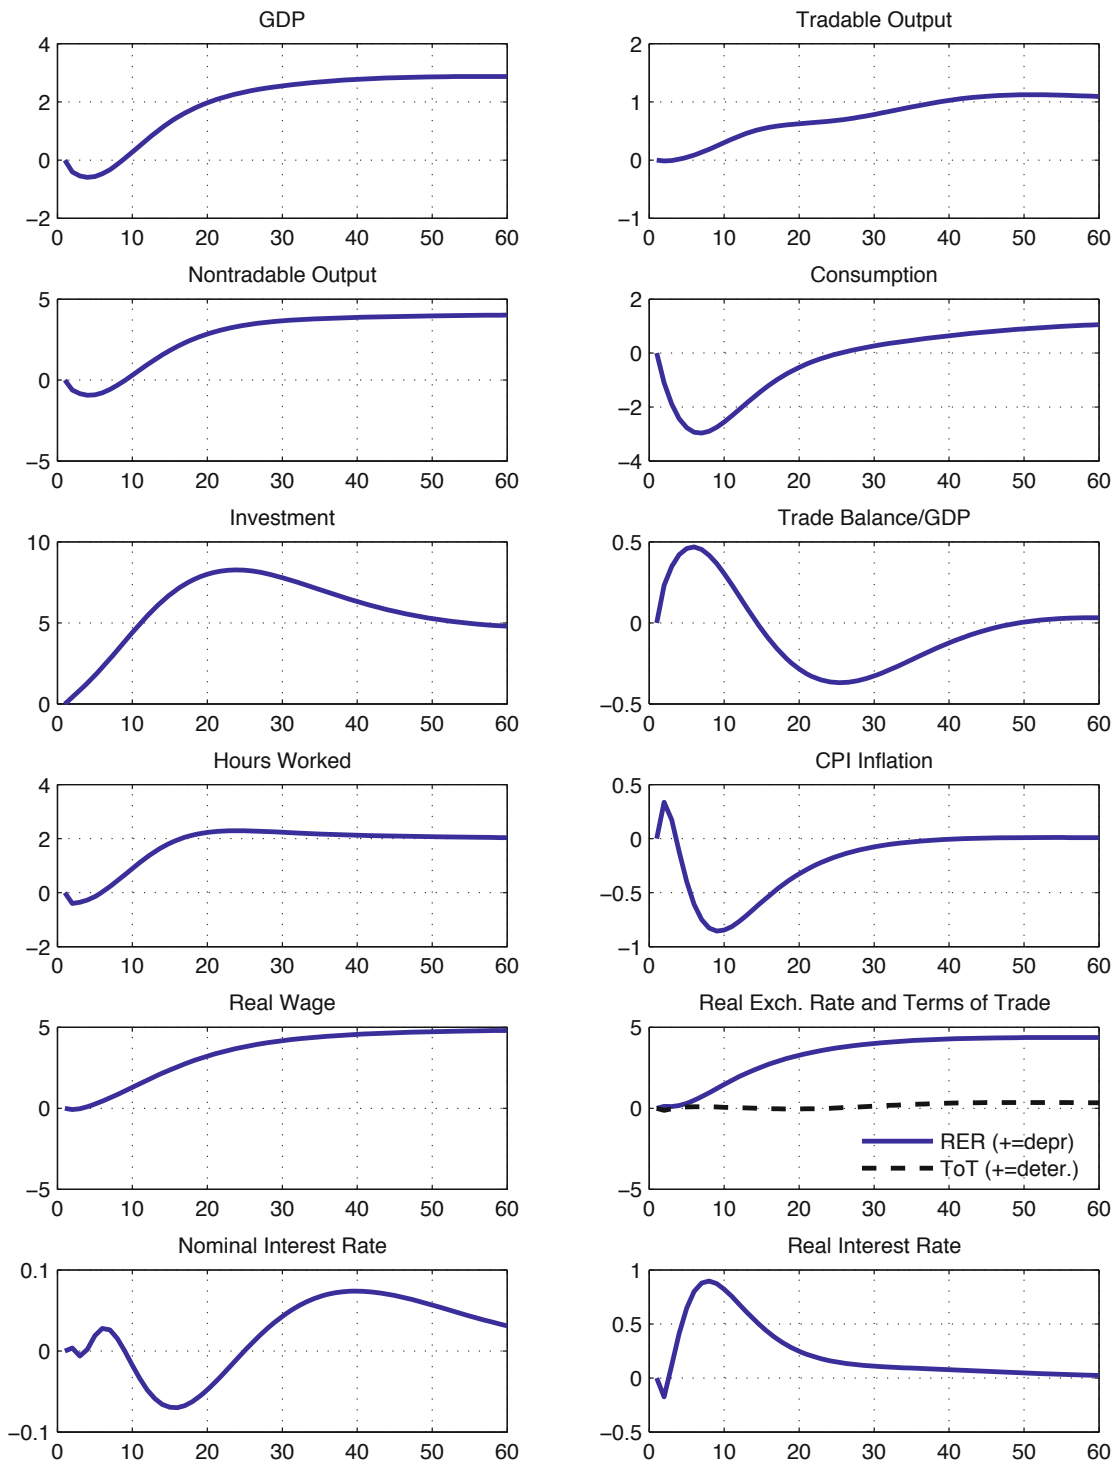 GDP
4
2
0
−2
0 10 20 30 40 50 60
Tradable Output
2
1
0
−1
0 10 20 30 40 50 60
Nontradable Output
5
0
−5
0 10 20 30 40 50 60
Consumption
2
0
−2
−4
0 10 20 30 40 50 60
Investment
10
5
0
0 10 20 30 40 50 60
Trade Balance/GDP
0.5
0
−0.5
0 10 20 30 40 50 60
Hours Worked
4
2
0
−2
0 10 20 30 40 50 60
CPI Inflation
0.5
0
−0.5
−1
0 10 20 30 40 50 60
Real Wage
5
0
−5
0 10 20 30 40 50 60
Real Exch. Rate and Terms of Trade
5
0
−5
RER (+=depr)
ToT (+=deter.)
0 10 20 30 40 50 60
Nominal Interest Rate
0.1
0
−0.1
0 10 20 30 40 50 60
Real Interest Rate
1
0.5
0
−0.5
0 10 20 30 40 50 60